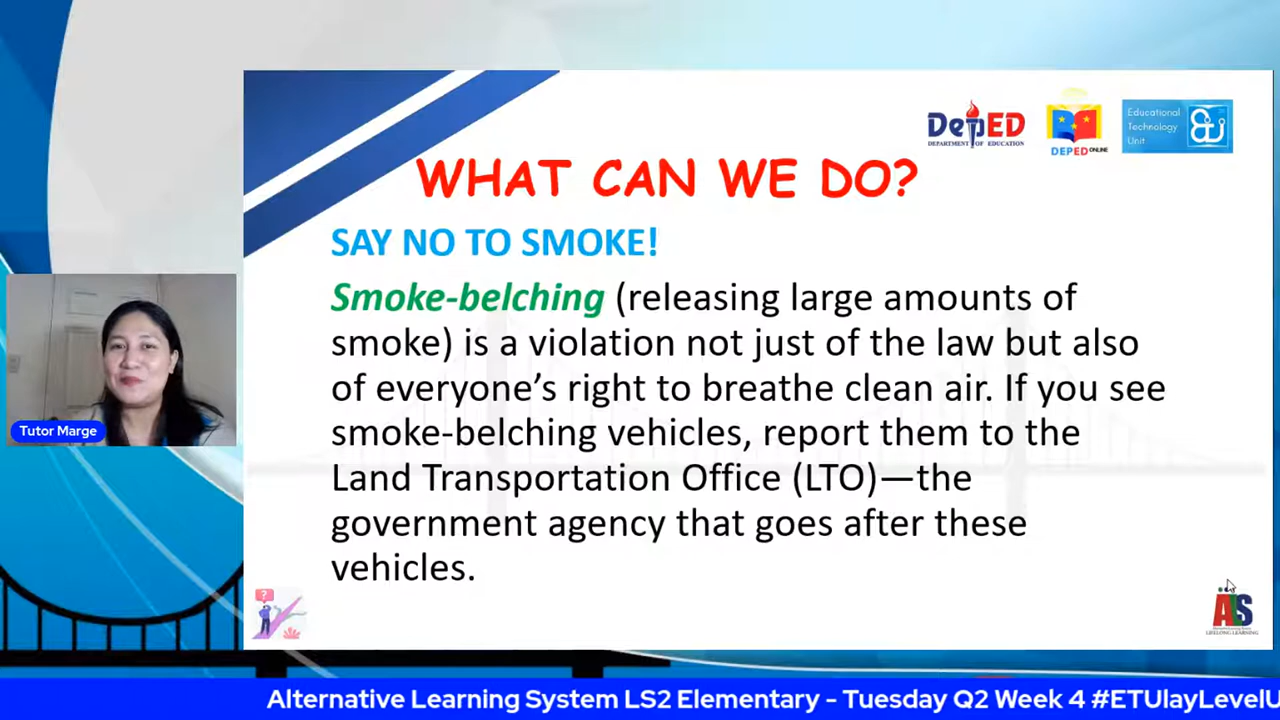 DepED
DEPARTMENT OF EDUCATION
DEPED ONLINE
Educational
Technology
Unit
WHAT CAN WE DO?
SAY NO TO SMOKE!
Smoke-belching (releasing large amounts of
smoke) is a violation not just of the law but also
of everyone's right to breathe clean air. If you see
smoke-belching vehicles, report them to the
Land Transportation Office (LTO)—the
government agency that goes after these
vehicles.
Tutor Marge
?
ALS
LIFELONG LEARNING
Alternative Learning System LS2 Elementary - Tuesday Q2 Week 4 #ETUlayLevelU